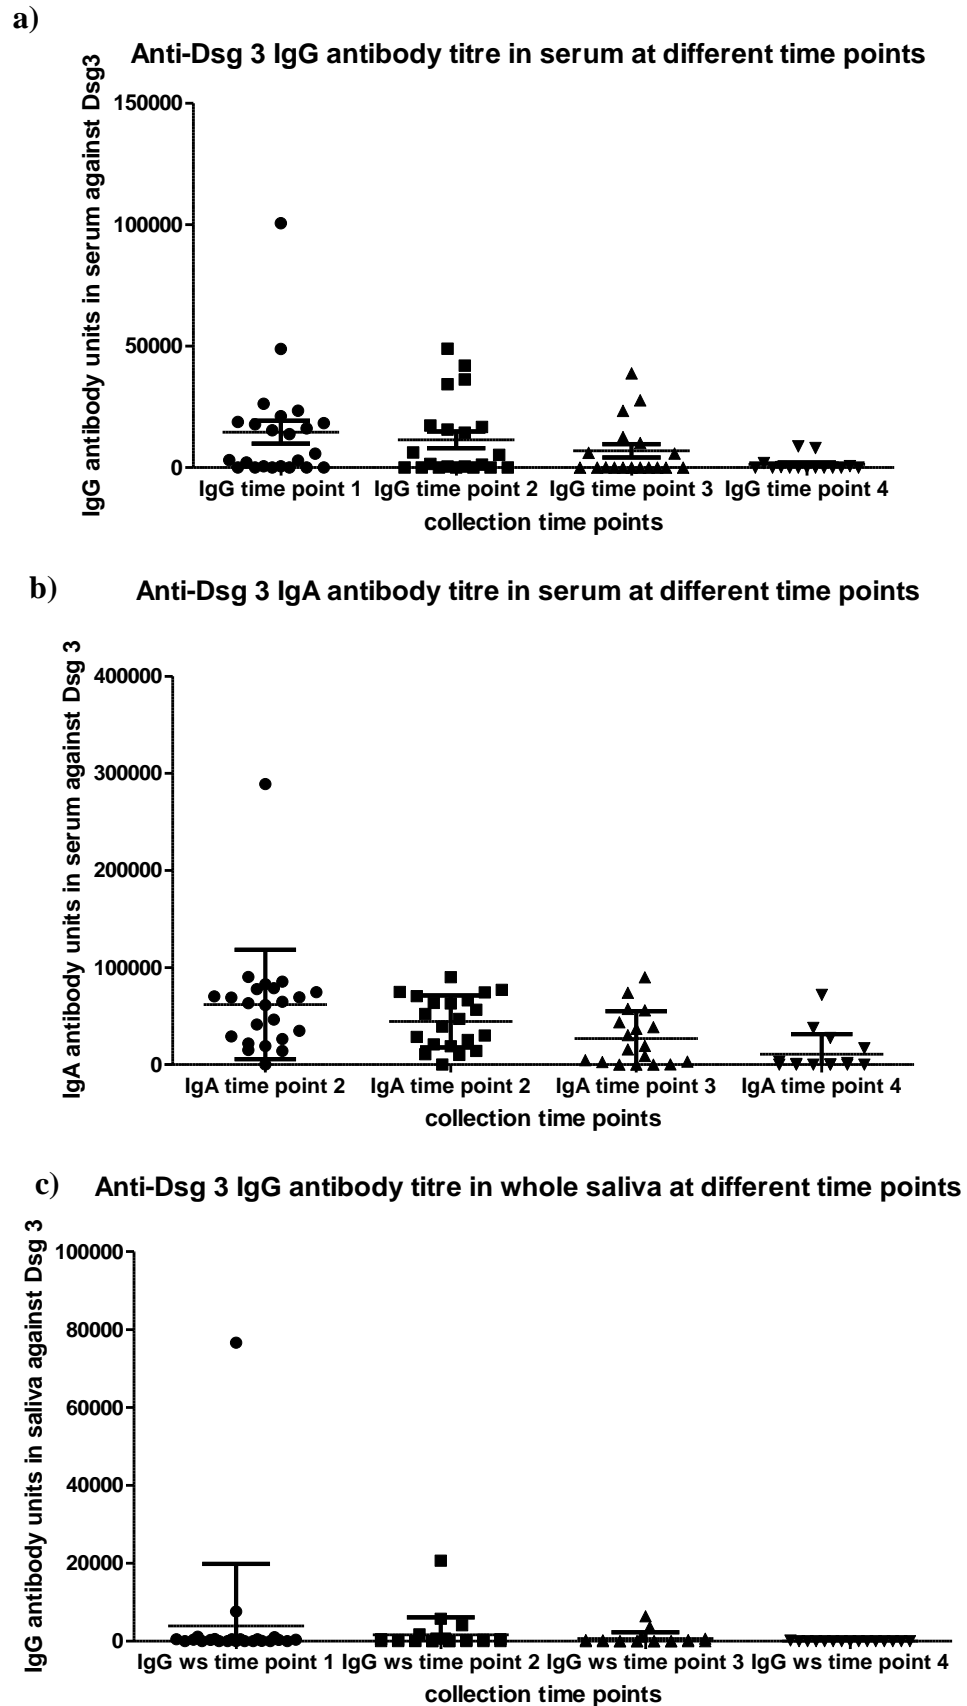 a)
Anti-Dsg 3 IgG antibody titre in serum at different time points
IgG antibody units in serum against Dsg3
150000
100000
50000
0
IgG time point 1 IgG time point 2 IgG time point 3 IgG time point 4
collection time points
b)
Anti-Dsg 3 IgA antibody titre in serum at different time points
IgA antibody units in serum against Dsg 3
400000
300000
200000
100000
0
IgA time point 2 IgA time point 2 IgA time point 3 IgA time point 4
collection time points
c)
Anti-Dsg 3 IgG antibody titre in whole saliva at different time points
IgG antibody units in saliva against Dsg 3
100000
80000
60000
40000
20000
0
IgG ws time point 1 IgG ws time point 2 IgG ws time point 3 IgG ws time point 4
collection time points